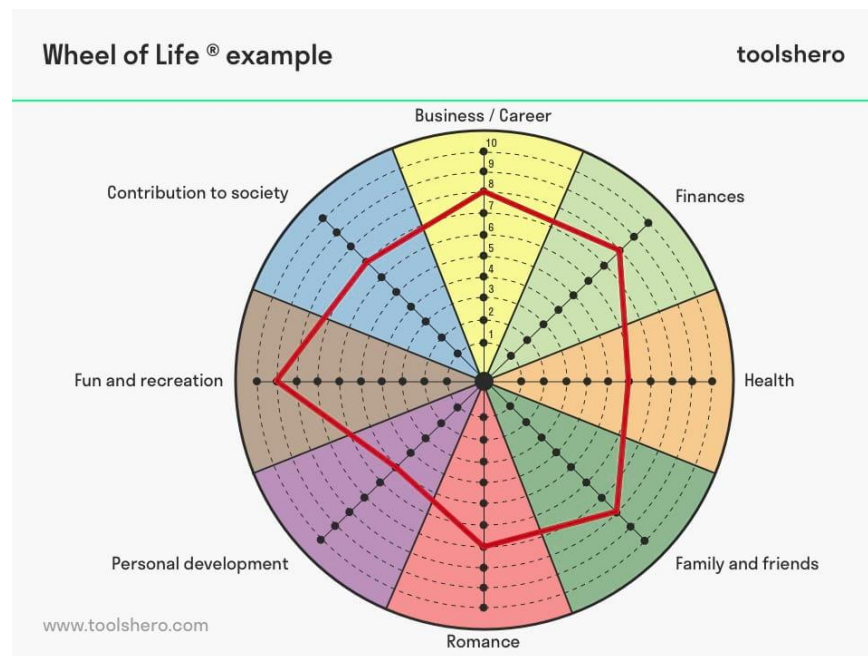 Wheel of Life ® example
toolshero
Business / Career
10
9
8
7
6
5
4
3
2
1
Contribution to society
Finances
Fun and recreation
Health
Personal development
Family and friends
Romance
www.toolshero.com